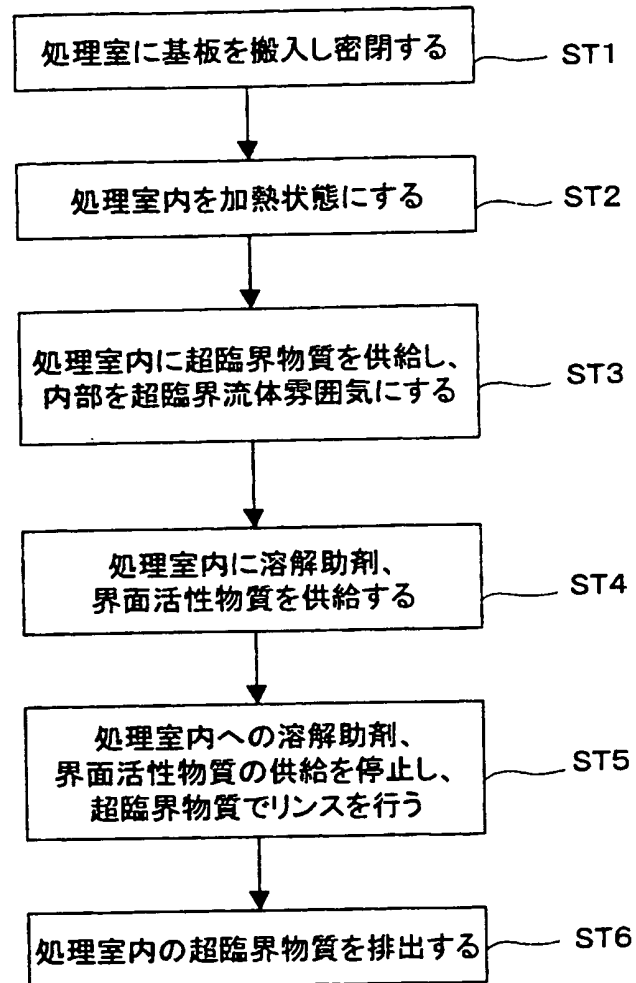 処理室に基板を搬入し密閉する
ST1
処理室内を加熱状態にする
ST2
処理室内に超臨界物質を供給し、
内部を超臨界流体雰囲気にする
ST3
処理室内に溶解助剤、
界面活性物質を供給する
ST4
処理室内への溶解助剤、
界面活性物質の供給を停止し、
超臨界物質でリンスを行う
ST5
処理室内の超臨界物質を排出する
ST6